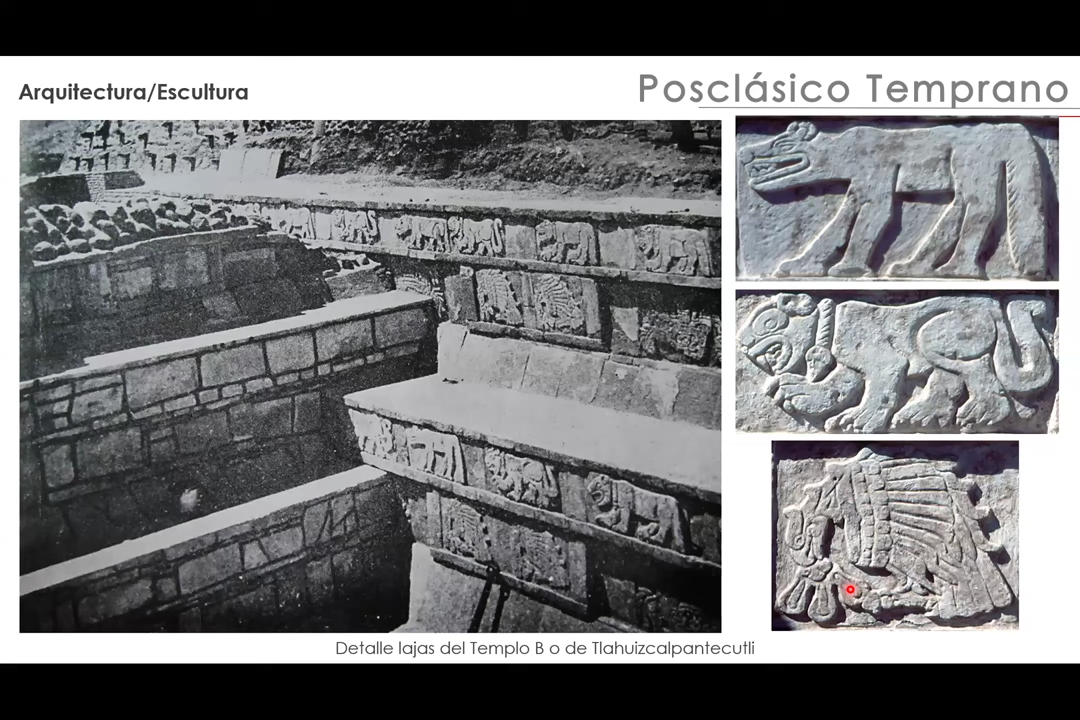 Arquitectura/Escultura
Posclásico Temprano
Detalle lajas del Templo B o de Tlahuizcalpantecutli